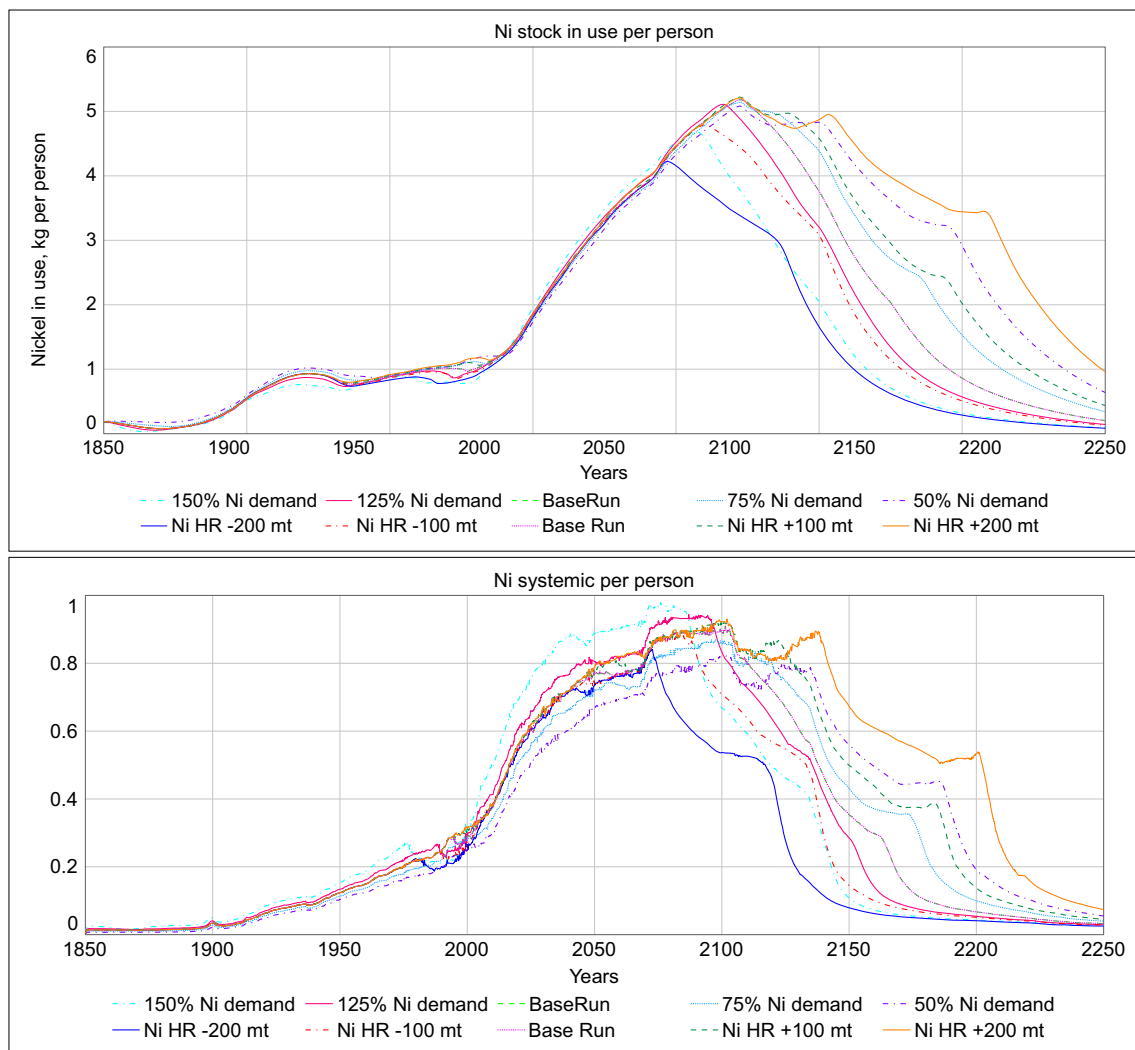 Ni stock in use per person
6
5
4
3
2
1
0
Nickel in use, kg per person
1850 1900 1950 2000 2050 2100 2150 2200 2250
Years
150% Ni demand 125% Ni demand BaseRun 75% Ni demand 50% Ni demand
Ni HR -200 mt Ni HR -100 mt Base Run Ni HR +100 mt Ni HR +200 mt
Ni systemic per person
1
0.8
0.6
0.4
0.2
0
1850 1900 1950 2000 2050 2100 2150 2200 2250
Years
150% Ni demand 125% Ni demand BaseRun 75% Ni demand 50% Ni demand
Ni HR -200 mt Ni HR -100 mt Base Run Ni HR +100 mt Ni HR +200 mt